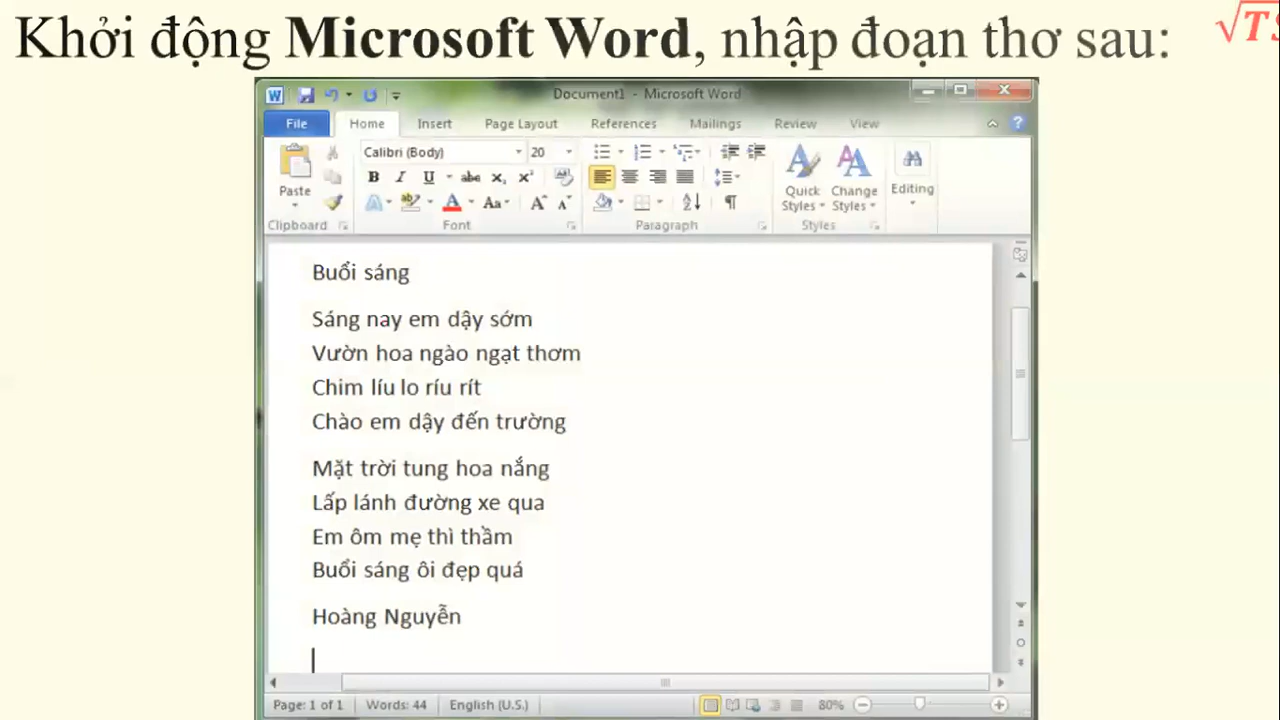 Khởi động Microsoft Word, nhập đoạn thơ sau:
Document1 - Microsoft Word
File Home Insert Page Layout References Mailings Review View
Calibri (Body) 20
Paste
B I U abc x₂ x²
Aa A A
Quick Styles
Change Styles
Editing
Clipboard Font Paragraph Styles
Buổi sáng
Sáng nay em dậy sớm
Vườn hoa ngào ngạt thơm
Chim líu lo ríu rít
Chào em dậy đến trường
Mặt trời tung hoa nắng
Lấp lánh đường xe qua
Em ôm mẹ thì thầm
Buổi sáng ôi đẹp quá
Hoàng Nguyễn
Page: 1 of 1 Words: 44 English (U.S.) 80%